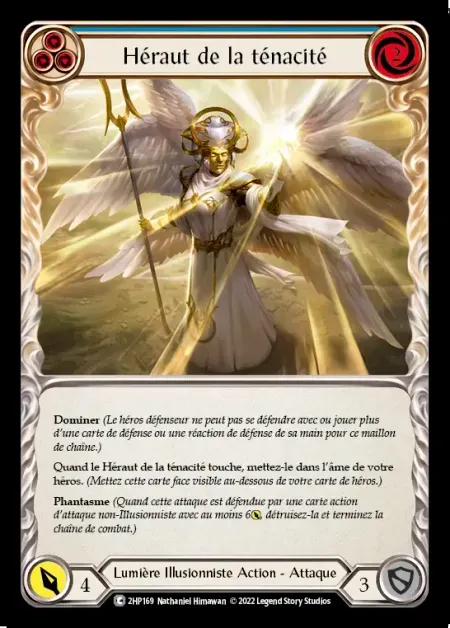 2
Héraut de la ténacité
Dominer (Le héros défenseur ne peut pas se défendre avec ou jouer plus
d'une carte de défense ou une réaction de défense de sa main pour ce maillon
de chaîne.)
Quand le Héraut de la ténacité touche, mettez-le dans l'âme de votre
héros. (Mettez cette carte face visible au-dessous de votre carte de héros.)
Phantasme (Quand cette attaque est défendue par une carte action
d'attaque non-Illusionniste avec au moins 6, détruisez-la et terminez la
chaîne de combat.)
4
Lumière Illusionniste Action - Attaque
3
C 2HP169 Nathaniel Himawan © 2022 Legend Story Studios